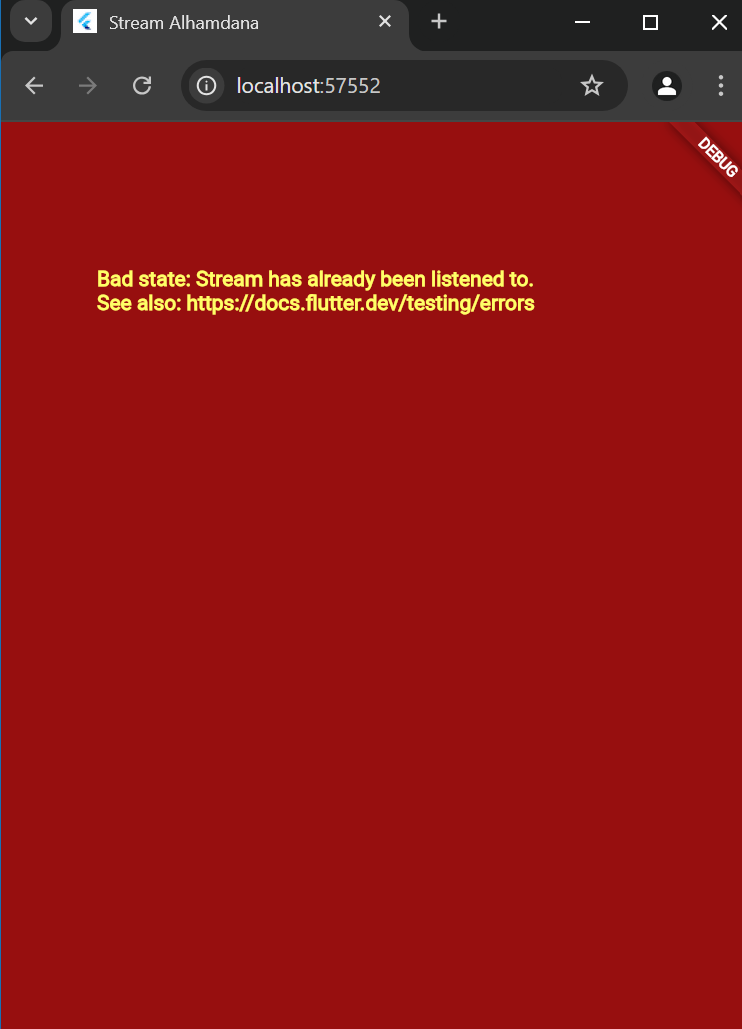 Stream Alhamdana
localhost:57552
DEBUG
Bad state: Stream has already been listened to.
See also: https://docs.flutter.dev/testing/errors